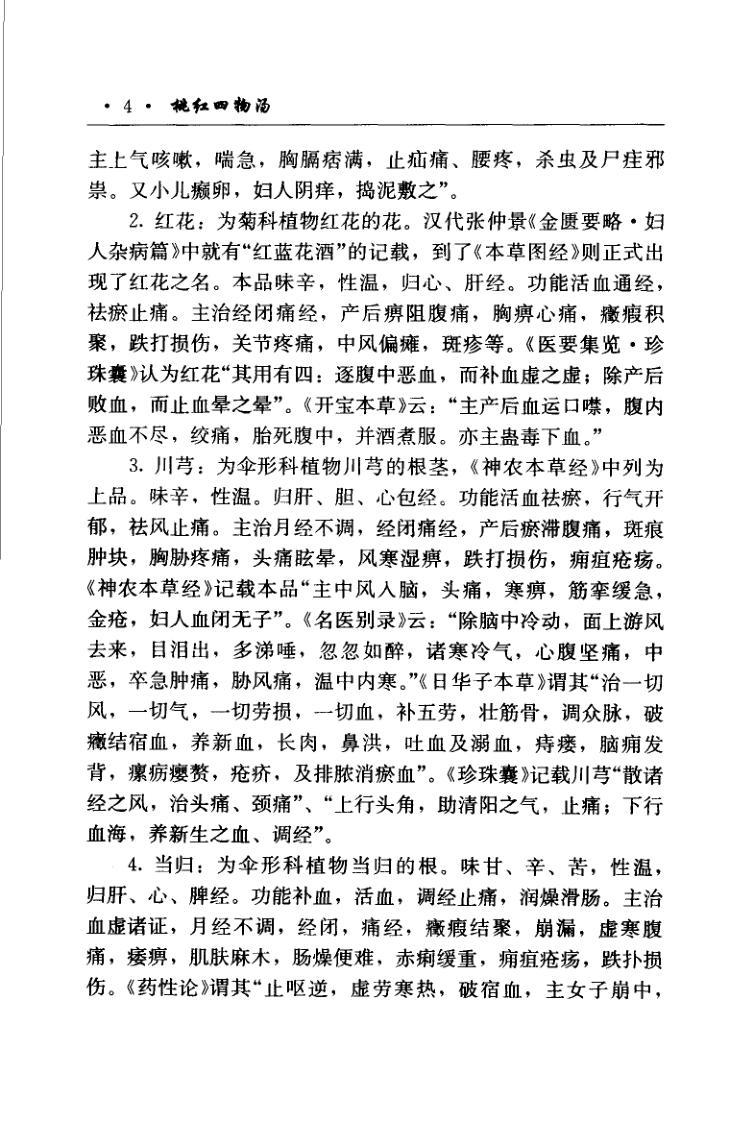 · 4 · 桃红四物汤
主上气咳嗽，喘急，胸膈痞满，止疝痛、腰疼，杀虫及尸疰邪
祟。又小儿癫卵，妇人阴痒，捣泥敷之”。
2. 红花：为菊科植物红花的花。汉代张仲景《金匮要略·妇
人杂病篇》中就有“红蓝花酒”的记载，到了《本草图经》则正式出
现了红花之名。本品味辛，性温，归心、肝经。功能活血通经，
祛瘀止痛。主治经闭痛经，产后痹阻腹痛，胸痹心痛，癥瘕积
聚，跌打损伤，关节疼痛，中风偏瘫，斑疹等。《医要集览·珍
珠囊》认为红花“其用有四：逐腹中恶血，而补血虚之虚；除产后
败血，而止血晕之晕”。《开宝本草》云：“主产后血运口噤，腹内
恶血不尽，绞痛，胎死腹中，并酒煮服。亦主蛊毒下血。”
3. 川芎：为伞形科植物川芎的根茎，《神农本草经》中列为
上品。味辛，性温。归肝、胆、心包经。功能活血祛瘀，行气开
郁，祛风止痛。主治月经不调，经闭痛经，产后瘀滞腹痛，斑痕
肿块，胸胁疼痛，头痛眩晕，风寒湿痹，跌打损伤，痈疽疮疡。
《神农本草经》记载本品“主中风入脑，头痛，寒痹，筋挛缓急，
金疮，妇人血闭无子”。《名医别录》云：“除脑中冷动，面上游风
去来，目泪出，多涕唾，忽忽如醉，诸寒冷气，心腹坚痛，中
恶，卒急肿痛，胁风痛，温中内寒。”《日华子本草》谓其“治一切
风，一切气，一切劳损，一切血，补五劳，壮筋骨，调众脉，破
癥结宿血，养新血，长肉，鼻洪，吐血及溺血，痔瘘，脑痈发
背，瘰疬瘿赘，疮疥，及排脓消瘀血”。《珍珠囊》记载川芎“散诸
经之风，治头痛、颈痛”、“上行头角，助清阳之气，止痛；下行
血海，养新生之血、调经”。
4. 当归：为伞形科植物当归的根。味甘、辛、苦，性温，
归肝、心、脾经。功能补血，活血，调经止痛，润燥滑肠。主治
血虚诸证，月经不调，经闭，痛经，癥瘕结聚，崩漏，虚寒腹
痛，痿痹，肌肤麻木，肠燥便难，赤痢缓重，痈疽疮疡，跌扑损
伤。《药性论》谓其“止呕逆，虚劳寒热，破宿血，主女子崩中，